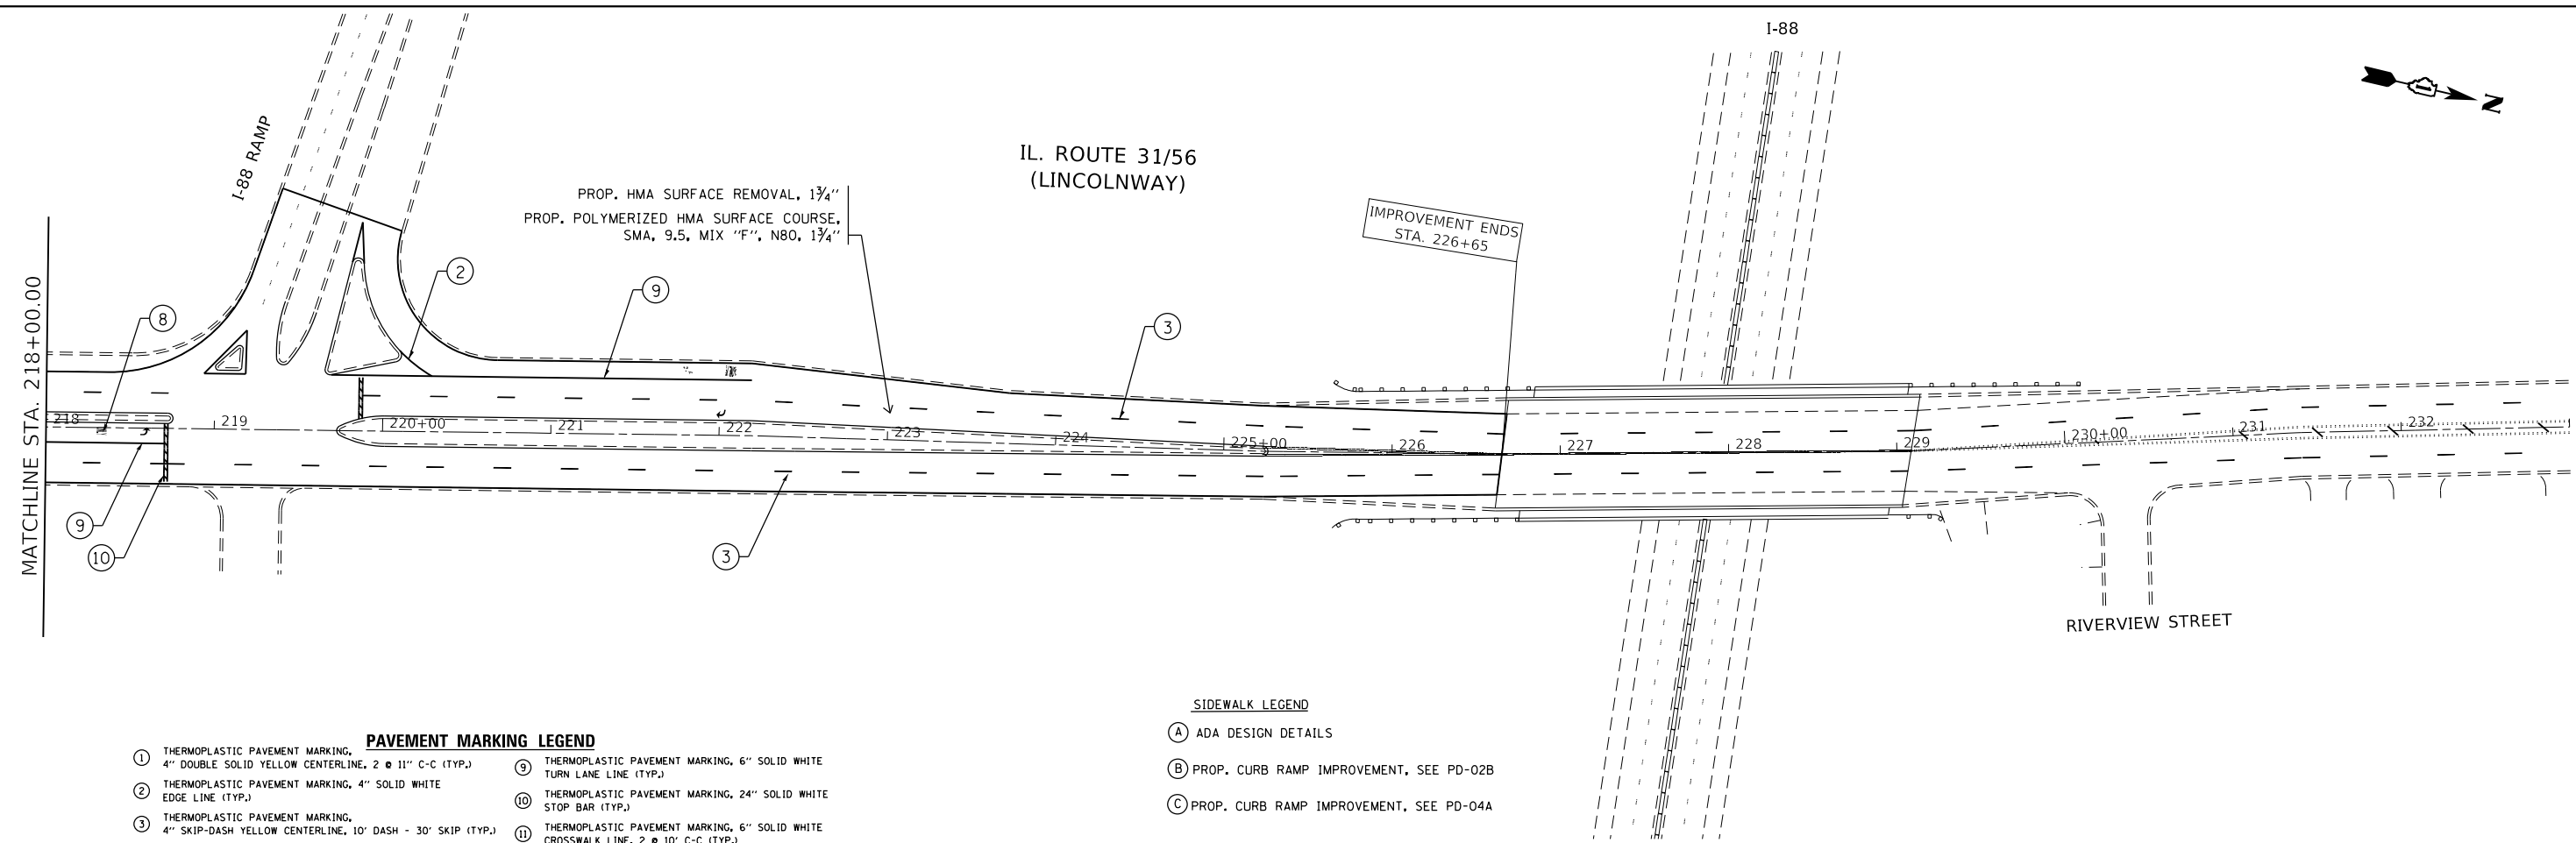 I-88
N
I-88 RAMP
IL. ROUTE 31/56
(LINCOLNWAY)
PROP. HMA SURFACE REMOVAL, 1¾"
PROP. POLYMERIZED HMA SURFACE COURSE,
SMA, 9.5, MIX "F", N80, 1¾"
IMPROVEMENT ENDS
STA. 226+65
2
9
8
3
MATCHLINE STA. 218+00.00
218
219
220+00
221
222
223
224
225+00
226
227
228
229
230+00
231
232
9
10
3
RIVERVIEW STREET
PAVEMENT MARKING LEGEND
1 THERMOPLASTIC PAVEMENT MARKING,
4" DOUBLE SOLID YELLOW CENTERLINE, 2 @ 11" C-C (TYP.)
2 THERMOPLASTIC PAVEMENT MARKING, 4" SOLID WHITE
EDGE LINE (TYP.)
3 THERMOPLASTIC PAVEMENT MARKING,
4" SKIP-DASH YELLOW CENTERLINE, 10' DASH - 30' SKIP (TYP.)
9 THERMOPLASTIC PAVEMENT MARKING, 6" SOLID WHITE
TURN LANE LINE (TYP.)
10 THERMOPLASTIC PAVEMENT MARKING, 24" SOLID WHITE
STOP BAR (TYP.)
11 THERMOPLASTIC PAVEMENT MARKING, 6" SOLID WHITE
CROSSWALK LINE, 2 @ 10' C-C (TYP.)
SIDEWALK LEGEND
A ADA DESIGN DETAILS
B PROP. CURB RAMP IMPROVEMENT, SEE PD-02B
C PROP. CURB RAMP IMPROVEMENT, SEE PD-04A